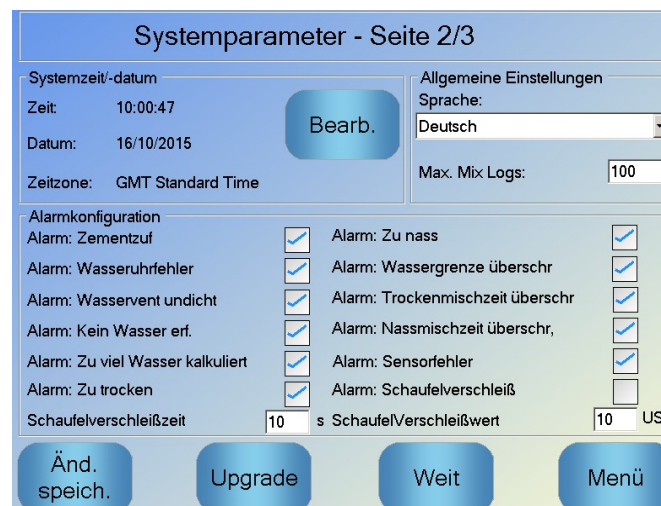 Systemparameter - Seite 2/3
Systemzeit/-datum
Zeit: 10:00:47
Datum: 16/10/2015
Zeitzone: GMT Standard Time
Bearb.
Allgemeine Einstellungen
Sprache:
Deutsch
Max. Mix Logs: 100
Alarmkonfiguration
Alarm: Zementzuf
Alarm: Zu nass
Alarm: Wasseruhrfehler
Alarm: Wassergrenze überschr
Alarm: Wasservent undicht
Alarm: Trockenmischzeit überschr
Alarm: Kein Wasser erf.
Alarm: Nassmischzeit überschr,
Alarm: Zu viel Wasser kalkuliert
Alarm: Sensorfehler
Alarm: Zu trocken
Alarm: Schaufelverschleiß
Schaufelverschleißzeit 10 s SchaufelVerschleißwert 10 US
Änd.
speich.
Upgrade
Weit
Menü